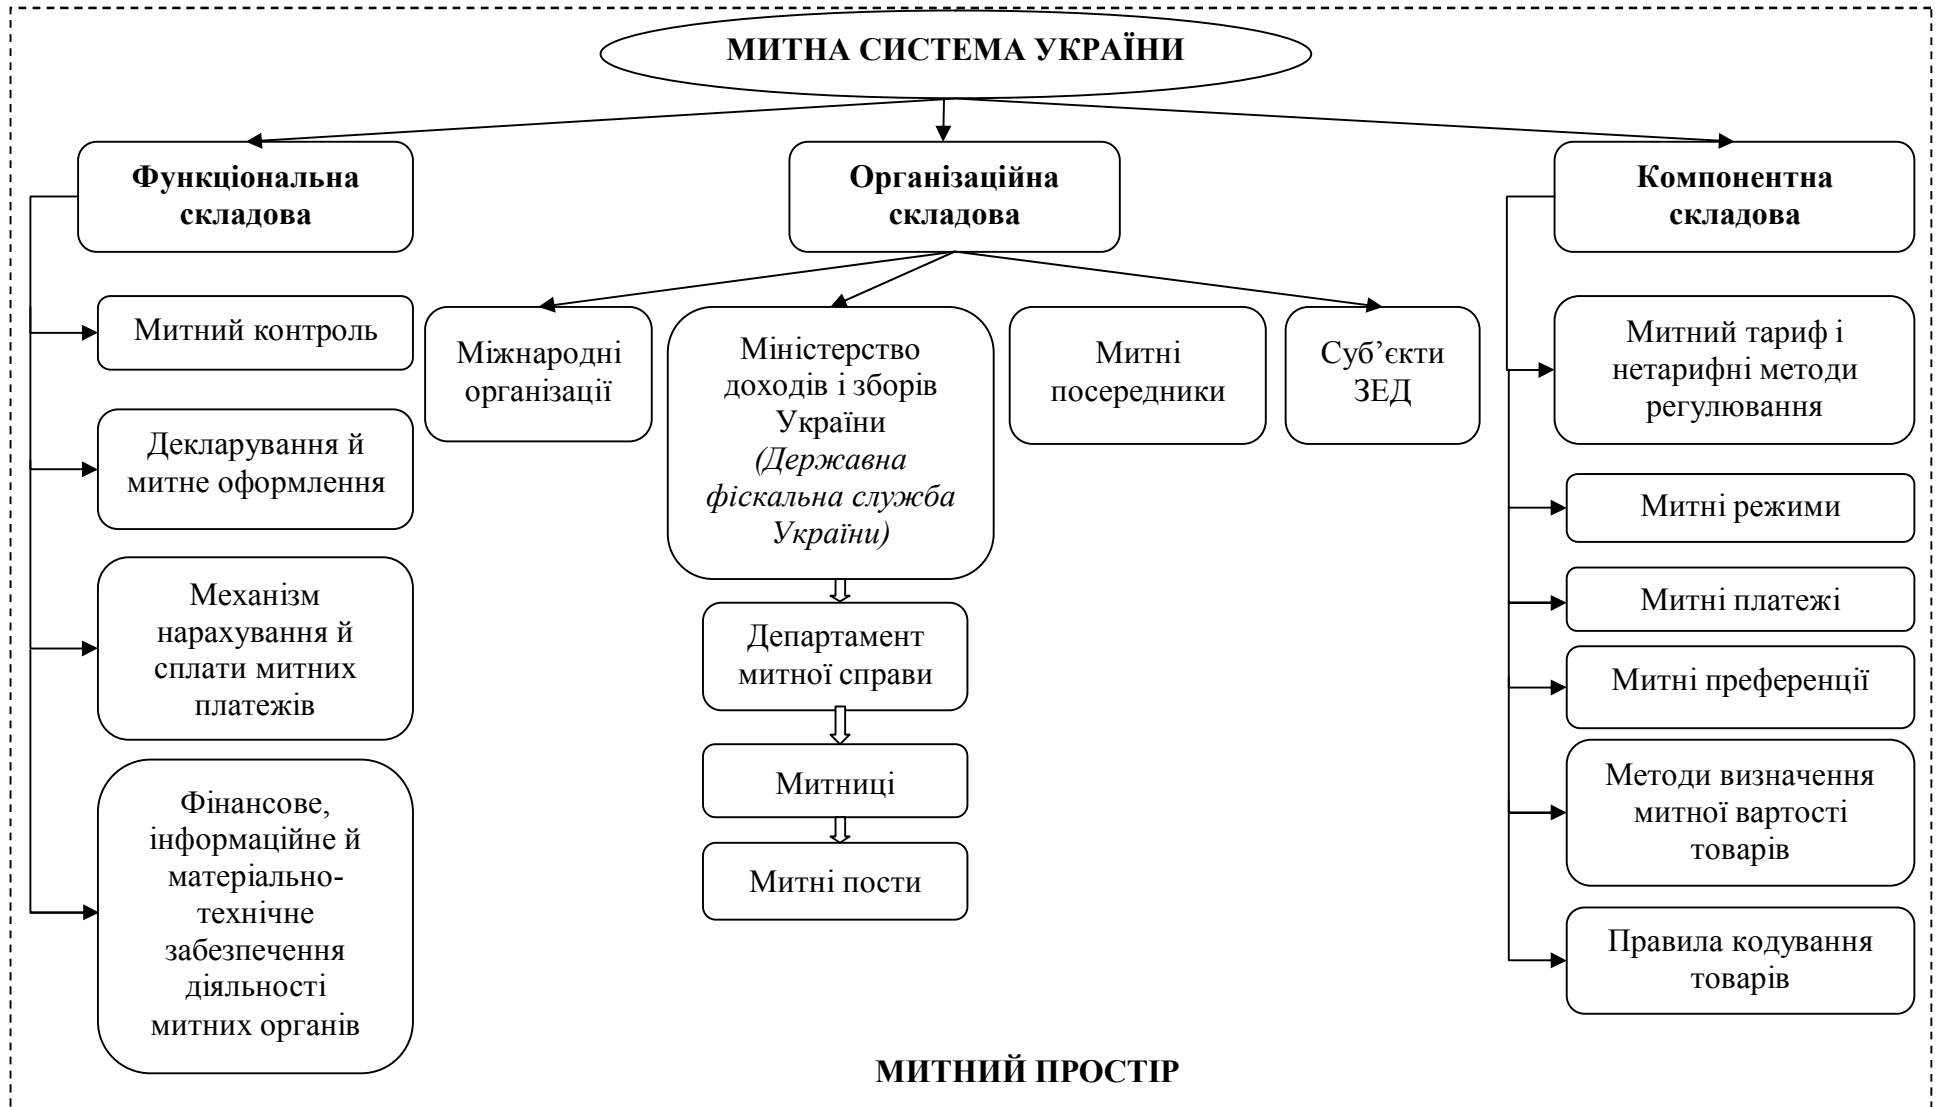 МИТНА СИСТЕМА УКРАЇНИ
Функціональна
складова
Організаційна
складова
Компонентна
складова
Митний контроль
Декларування й
митне оформлення
Механізм
нарахування й
сплати митних
платежів
Фінансове,
інформаційне й
матеріально-
технічне
забезпечення
діяльності
митних органів
Міжнародні
організації
Міністерство
доходів і зборів
України
(Державна
фіскальна служба
України)
Департамент
митної справи
Митниці
Митні пости
Митні
посередники
Суб’єкти
ЗЕД
Митний тариф і
нетарифні методи
регулювання
Митні режими
Митні платежі
Митні преференції
Методи визначення
митної вартості
товарів
Правила кодування
товарів
МИТНИЙ ПРОСТІР